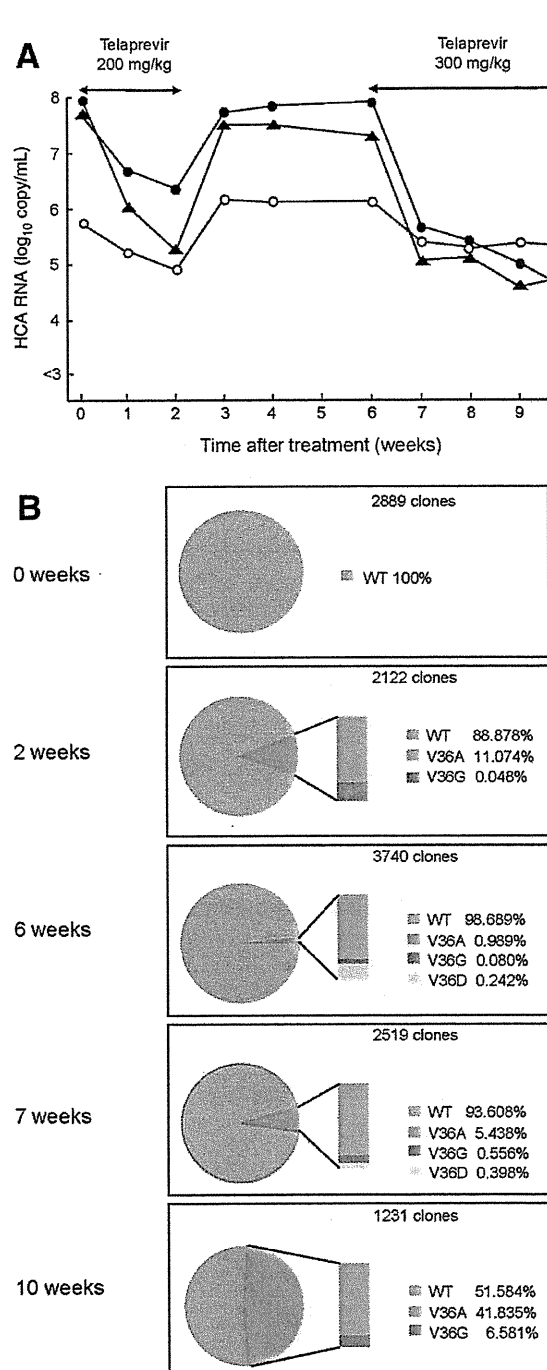 A
Telaprevir
200 mg/kg
Telaprevir
300 mg/kg
HCA RNA (log10 copy/mL)
8
7
6
5
4
<3
0 1 2 3 4 5 6 7 8 9
Time after treatment (weeks)
B
0 weeks
2889 clones
WT 100%
2 weeks
2122 clones
WT 88.878%
V36A 11.074%
V36G 0.048%
6 weeks
3740 clones
WT 98.689%
V36A 0.989%
V36G 0.080%
V36D 0.242%
7 weeks
2519 clones
WT 93.608%
V36A 5.438%
V36G 0.556%
V36D 0.398%
10 weeks
1231 clones
WT 51.584%
V36A 41.835%
V36G 6.581%